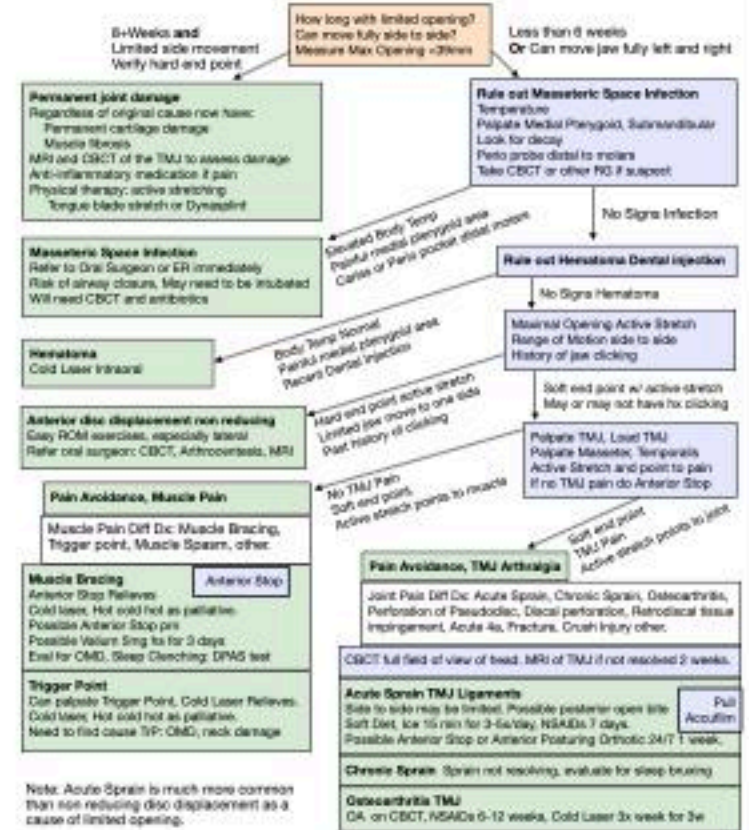 How long with limited opening?
Can move fully side to side?
Measure Max Opening <39mm
6+Weeks and
Limited side movement
Verify hard end point
Less than 6 weeks
Or Can move jaw fully left and right
Permanent joint damage
Regardless of original cause now have:
Permanent cartilage damage
Muscle fibrosis
MRI and CBCT of the TMJ to assess damage
Anti-inflammatory medication if pain
Physical therapy: active stretching
Tongue blade stretch or Dynasplint
Rule out Masseteric Space Infection
Temperature
Palpate Medial Pterygoid, Submandibular
Look for decay
Perio probe distal to molars
Take CBCT or other RG if suspect
Elevated Body Temp
Painful medial pterygoid area
Caries or Perio pocket distal molars
No Signs Infection
Masseteric Space Infection
Refer to Oral Surgeon or ER immediately
Risk of airway closure, May need to be intubated
Will need CBCT and antibiotics
Rule out Hematoma Dental injection
No Signs Hematoma
Body Temp Normal
Painful medial pterygoid area
Recent Dental Injection
Hematoma
Cold Laser Intraoral
Maximal Opening Active Stretch
Range of Motion side to side
History of jaw clicking
Hard end point active stretch
Limited jaw move to one side
Past history of clicking
Soft end point w/ active stretch
May or may not have hx clicking
Anterior disc displacement non reducing
Easy ROM exercises, especially lateral
Refer oral surgeon: CBCT, Arthrocentesis, MRI
Palpate TMJ, Load TMJ
Palpate Masseter, Temporalis
Active Stretch and point to pain
If no TMJ pain do Anterior Stop
No TMJ Pain
Soft end point,
Active stretch points to muscle
Soft end point
TMJ Pain
Active stretch points to joint
Pain Avoidance, Muscle Pain
Muscle Pain Diff Dx: Muscle Bracing,
Trigger point, Muscle Spasm, other.
Muscle Bracing
Anterior Stop
Anterior Stop Relieves
Cold laser, Hot cold hot as palliative.
Possible Anterior Stop prn
Possible Valium 5mg hs for 3 days
Eval for OMD, Sleep Clenching: DPAS test
Trigger Point
Can palpate Trigger Point, Cold Laser Relieves.
Cold laser, Hot cold hot as palliative.
Need to find cause TrP: OMD, neck damage
Pain Avoidance, TMJ Arthralgia
Joint Pain Diff Dx: Acute Sprain, Chronic Sprain, Osteoarthritis,
Perforation of Pseudodisc, Discal perforation, Retrodiscal tissue
impingement, Acute 4a, Fracture, Crush Injury other.
CBCT full field of view of head. MRI of TMJ if not resolved 2 weeks.
Acute Sprain TMJ Ligaments
Side to side may be limited. Possible posterior open bite
Soft Diet, Ice 15 min for 3-5x/day, NSAIDs 7 days.
Possible Anterior Stop or Anterior Posturing Orthotic 24/7 1 week.
Pull
Accufilm
Chronic Sprain Sprain not resolving, evaluate for sleep bruxing
Osteoarthritis TMJ
OA on CBCT, NSAIDs 6-12 weeks, Cold Laser 3x week for 3w
Note: Acute Sprain is much more common
than non reducing disc displacement as a
cause of limited opening.